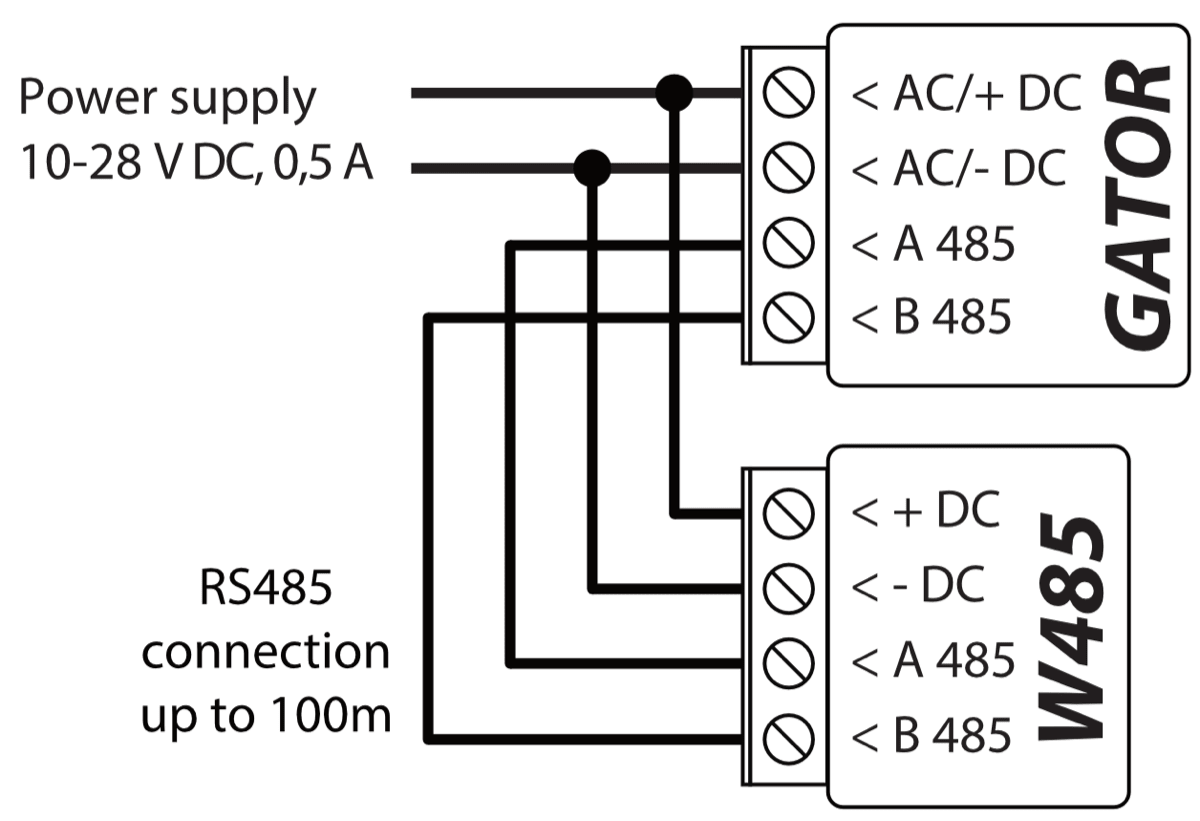 Power supply
10-28 V DC, 0,5 A
< AC/+ DC
< AC/- DC
< A 485
< B 485
GATOR
RS485
connection
up to 100m
< + DC
< - DC
< A 485
< B 485
W485